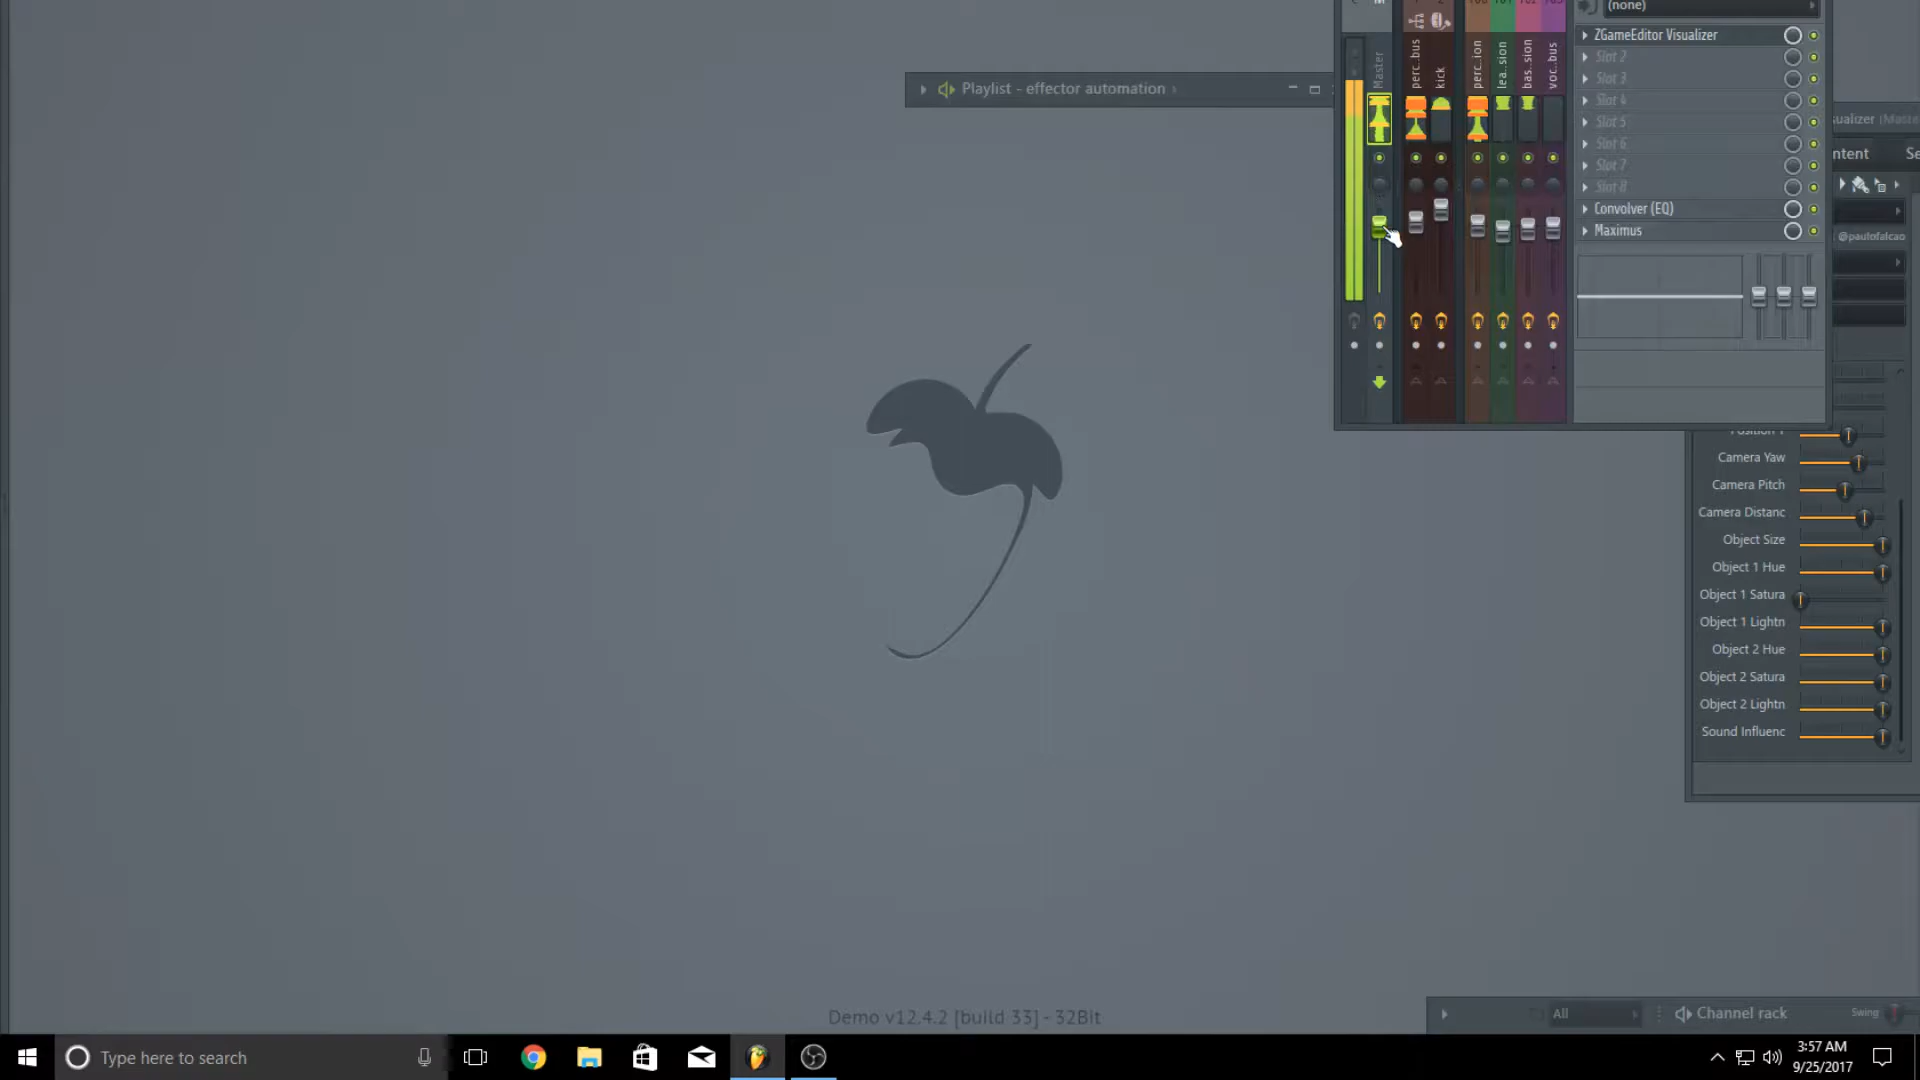 (none)
ZGameEditor Visualizer
Slot 2
Slot 3
Slot 4
Slot 5
Slot 6
Slot 7
Slot 8
Convolver (EQ)
Maximus
Master
perc.bus
kick
perc..ion
lea..sion
bas..sion
voc..bus
Playlist - effector automation ›
ualizer (Maste
ntent
Se
@paulofalcao
Camera Yaw
Camera Pitch
Camera Distanc
Object Size
Object 1 Hue
Object 1 Satura
Object 1 Lightn
Object 2 Hue
Object 2 Satura
Object 2 Lightn
Sound Influenc
Demo v12.4.2 [build 33] - 32Bit
All
Channel rack
Swing
Type here to search
3:57 AM
9/25/2017